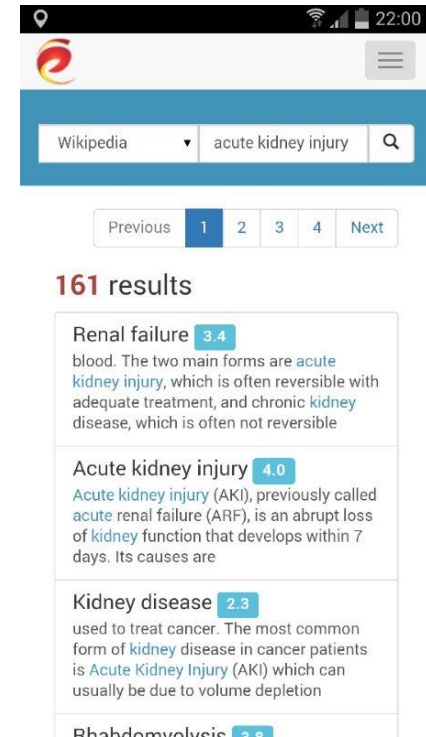 22:00
Wikipedia acute kidney injury
Previous 1 2 3 4 Next
161 results
Renal failure 3.4
blood. The two main forms are acute
kidney injury, which is often reversible with
adequate treatment, and chronic kidney
disease, which is often not reversible
Acute kidney injury 4.0
Acute kidney injury (AKI), previously called
acute renal failure (ARF), is an abrupt loss
of kidney function that develops within 7
days. Its causes are
Kidney disease 2.3
used to treat cancer. The most common
form of kidney disease in cancer patients
is Acute Kidney Injury (AKI) which can
usually be due to volume depletion
Rhabdomyolysis 3.8